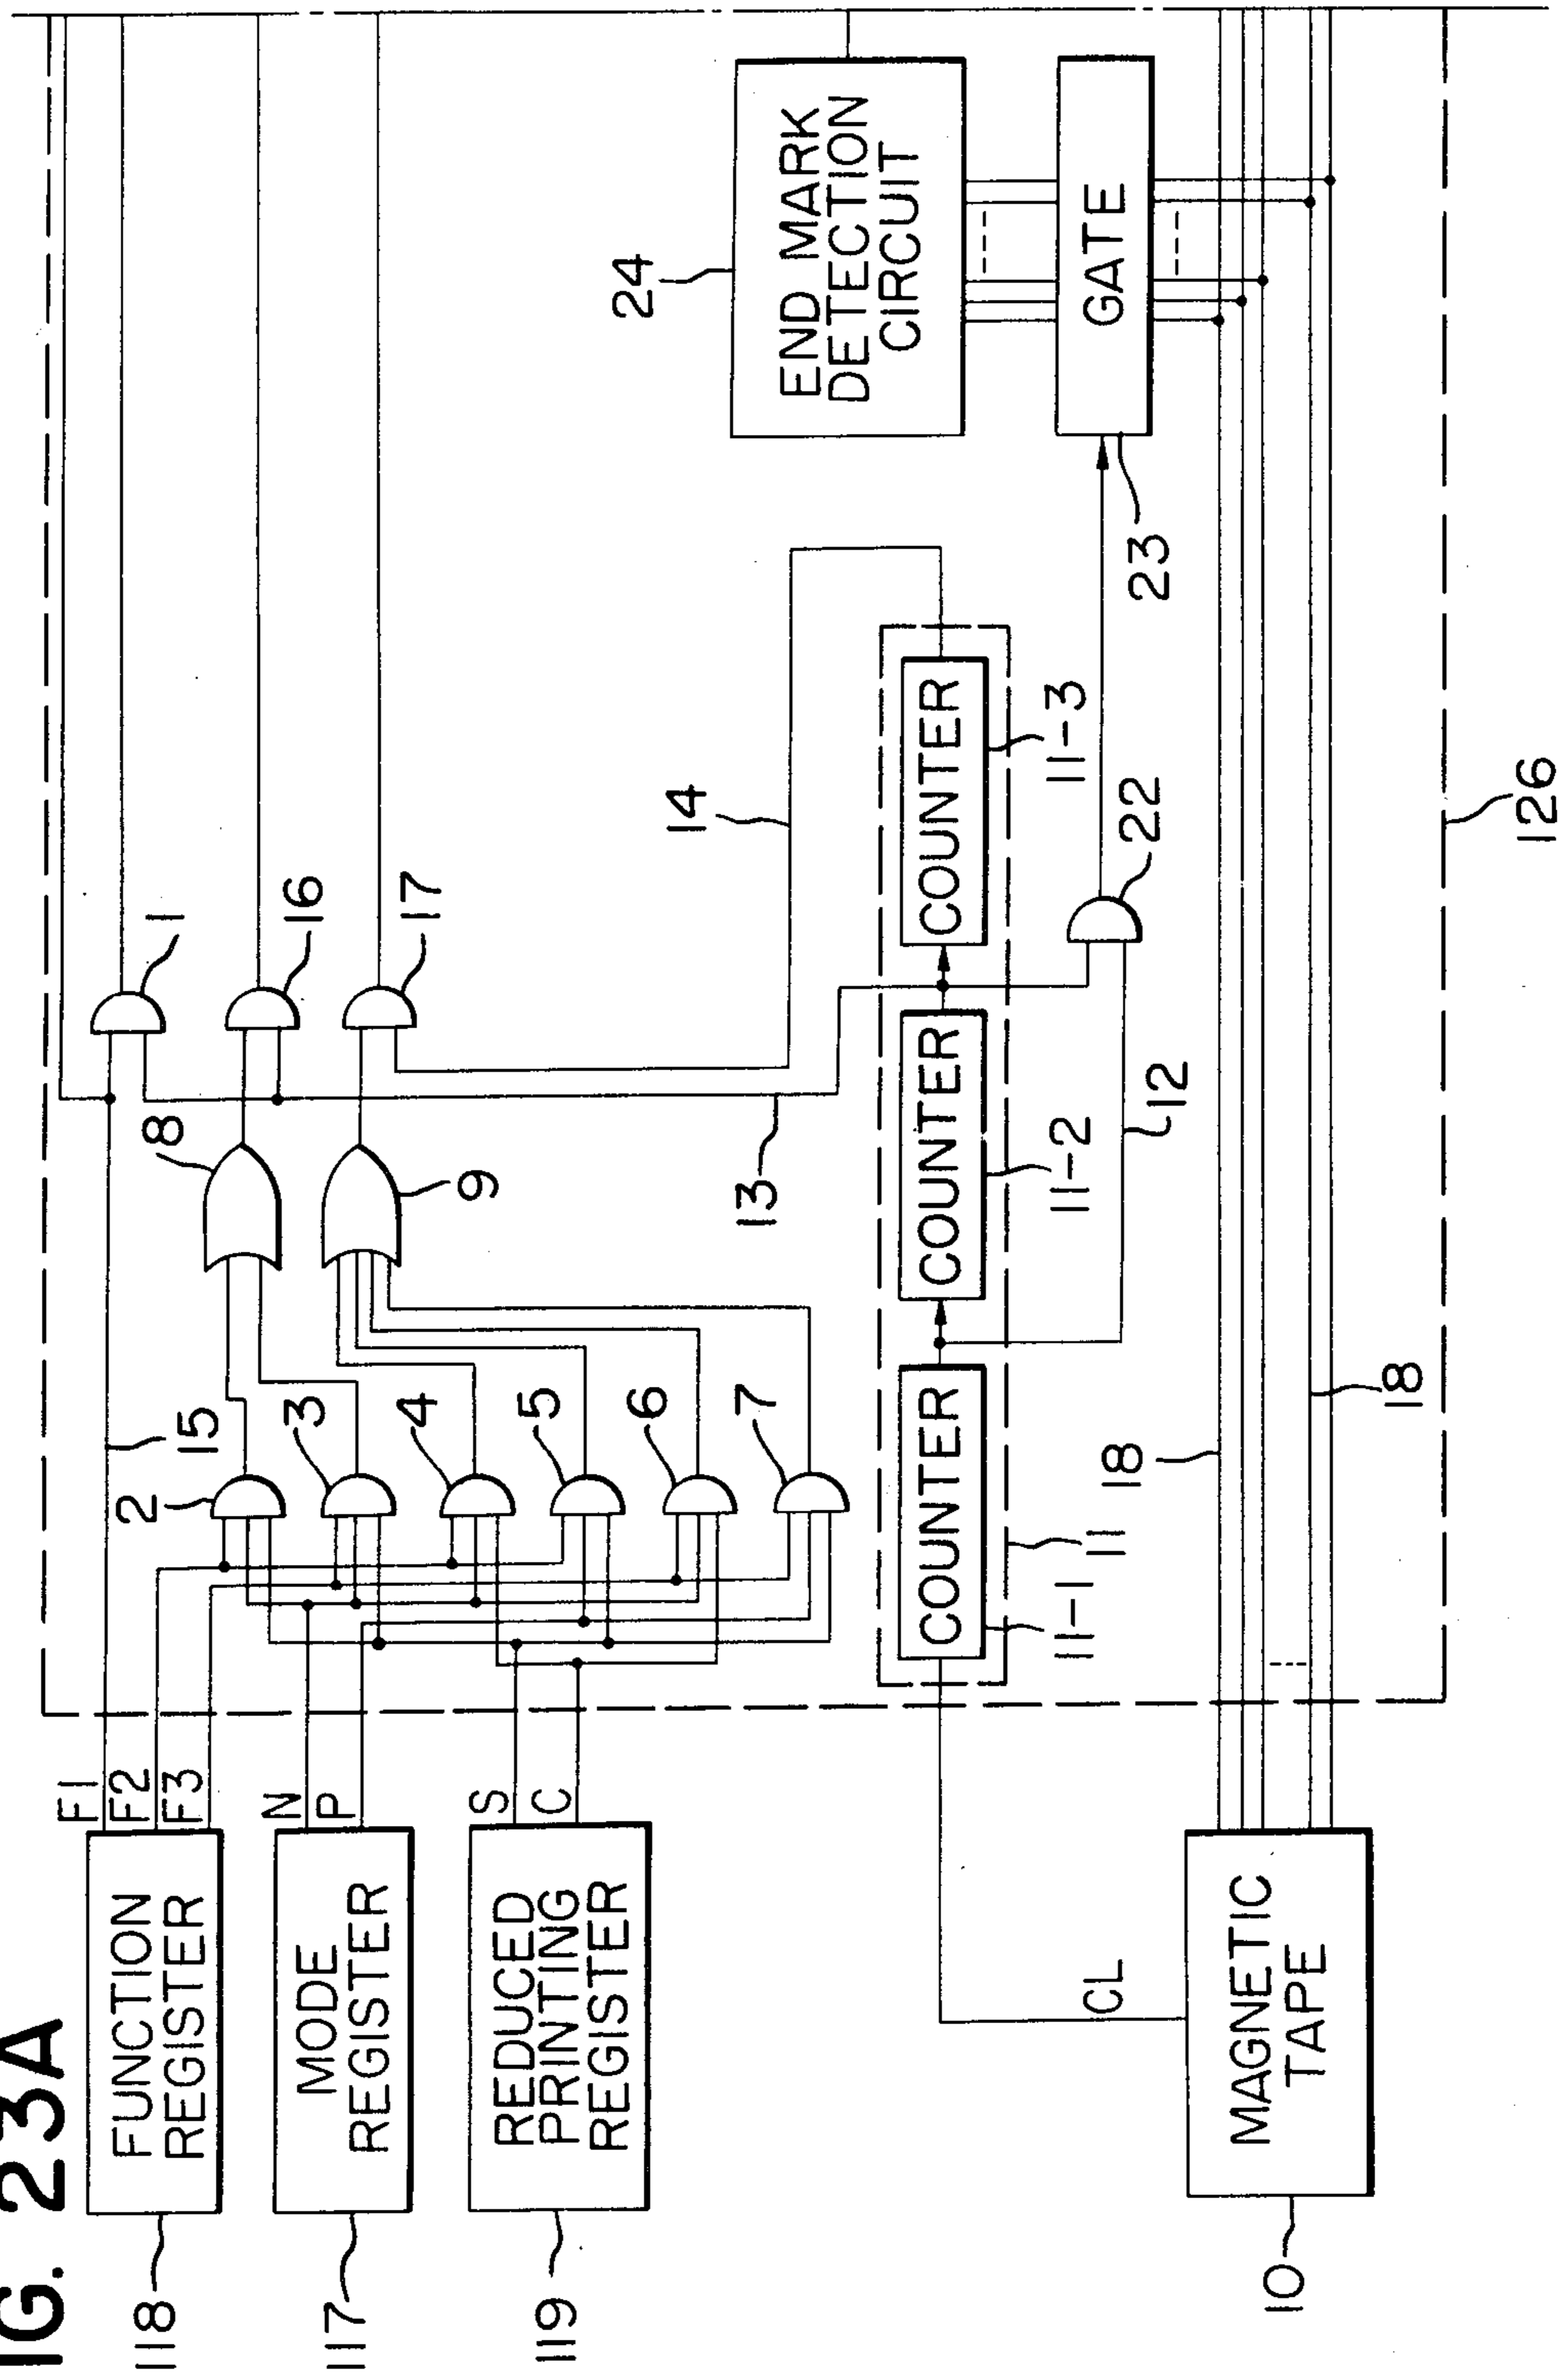 IG. 23A
118
FUNCTION
REGISTER
F1
F2
F3
117
MODE
REGISTER
N
P
119
REDUCED
PRINTING
REGISTER
S
C
15
2
3
4
5
6
7
8
9
1
16
17
13
14
11-1
COUNTER
11
11-2
COUNTER
11-3
COUNTER
12
22
23
GATE
24
END MARK
DETECTION
CIRCUIT
10
MAGNETIC
TAPE
CL
18
18
126